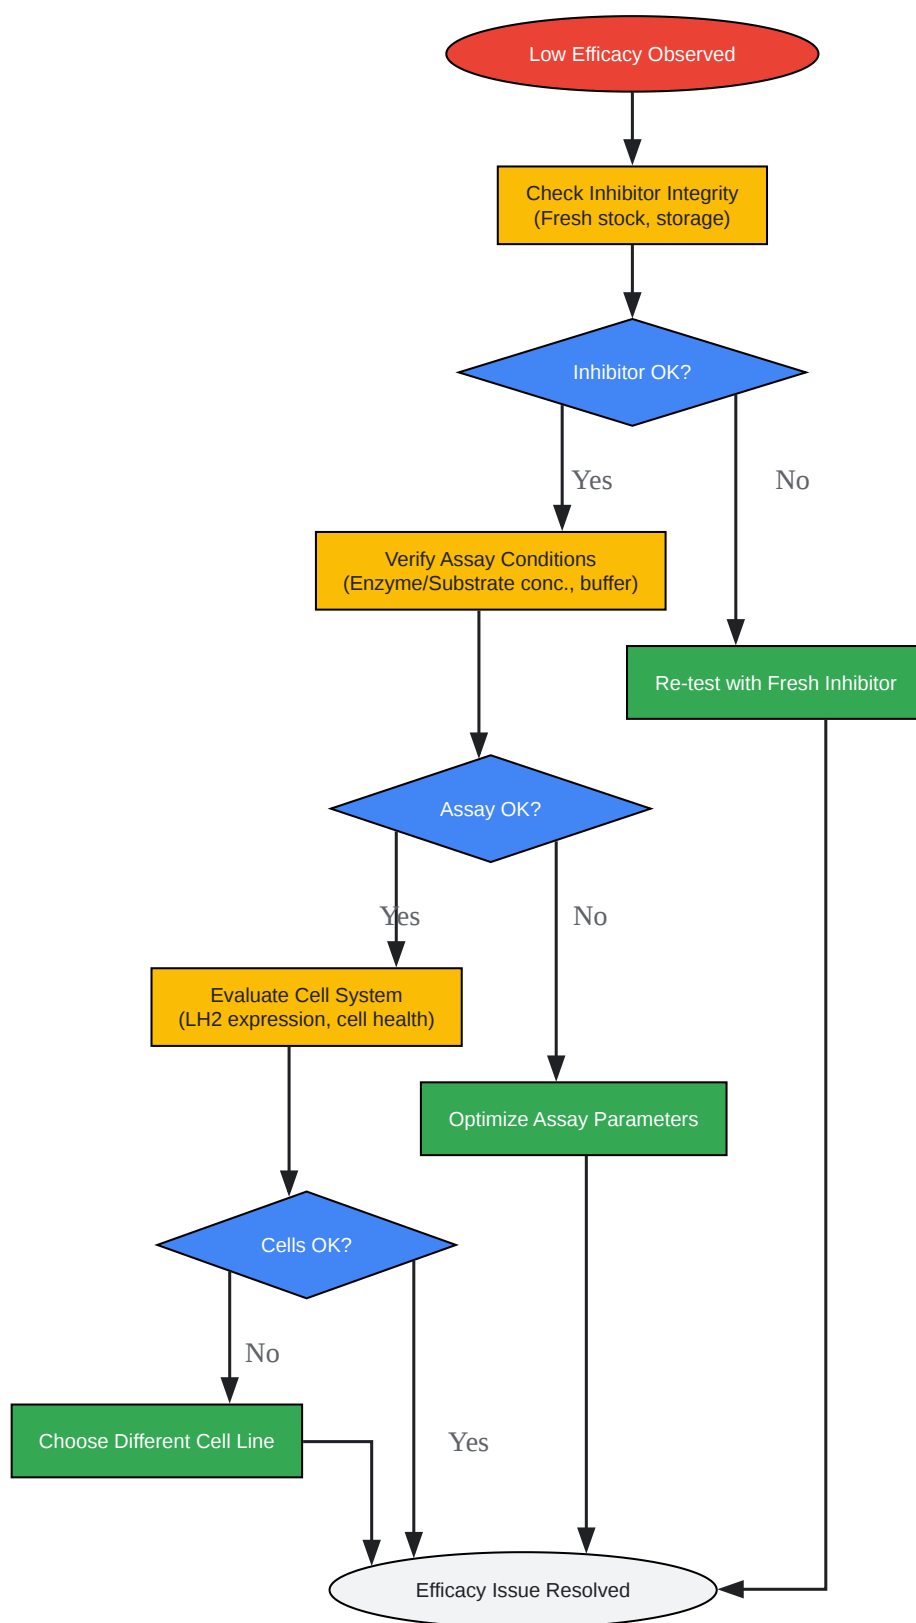 Low Efficacy Observed
Check Inhibitor Integrity
(Fresh stock, storage)
Inhibitor OK?
Yes
No
Verify Assay Conditions
(Enzyme/Substrate conc., buffer)
Re-test with Fresh Inhibitor
Assay OK?
Yes
No
Evaluate Cell System
(LH2 expression, cell health)
Optimize Assay Parameters
Cells OK?
No
Choose Different Cell Line
Yes
Efficacy Issue Resolved